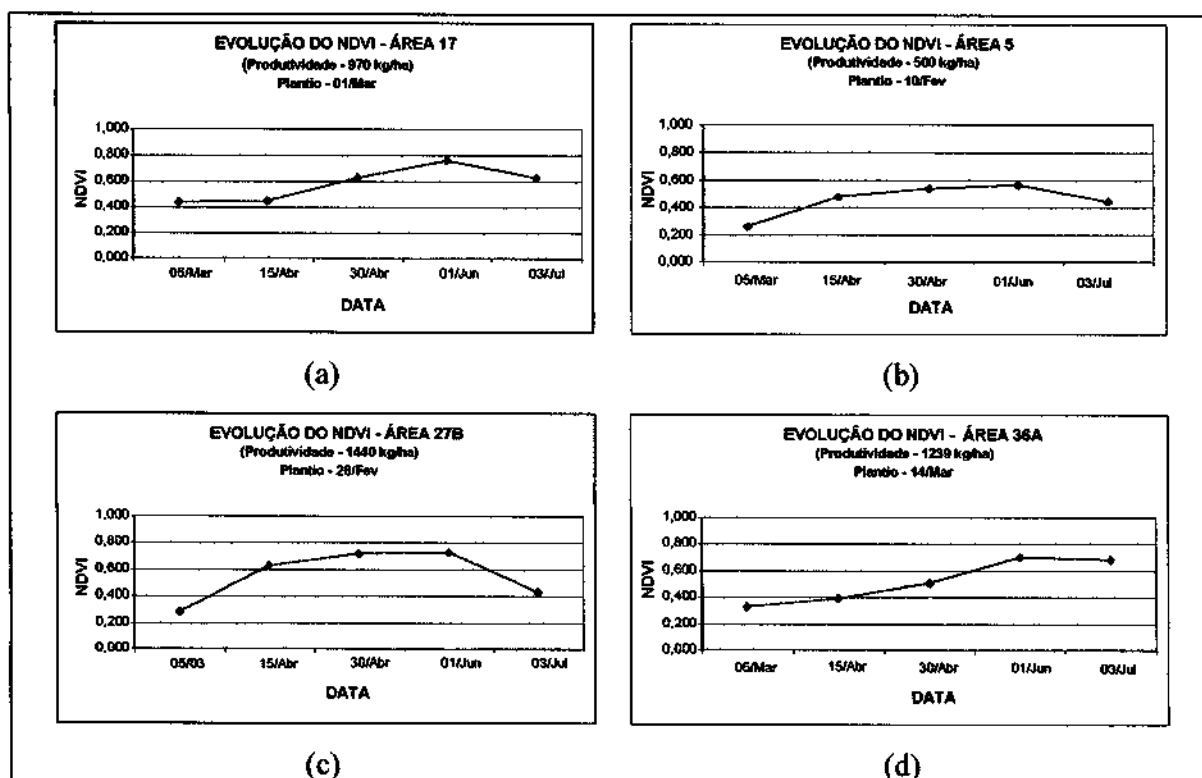 EVOLUÇÃO DO NDVI - ÁREA 17
(Produtividade - 970 kg/ha)
Plantio - 01/Mar
NDVI
1,000
0,800
0,600
0,400
0,200
0,000
05/Mar
15/Abr
30/Abr
01/Jun
03/Jul
DATA
(a)
EVOLUÇÃO DO NDVI - ÁREA 5
(Produtividade - 500 kg/ha)
Plantio - 10/Fev
NDVI
1,000
0,800
0,600
0,400
0,200
0,000
05/Mar
15/Abr
30/Abr
01/Jun
03/Jul
DATA
(b)
EVOLUÇÃO DO NDVI - ÁREA 27B
(Produtividade - 1440 kg/ha)
Plantio - 28/Fev
NDVI
1,000
0,800
0,600
0,400
0,200
0,000
05/03
15/Abr
30/Abr
01/Jun
03/Jul
DATA
(c)
EVOLUÇÃO DO NDVI - ÁREA 36A
(Produtividade - 1239 kg/ha)
Plantio - 14/Mar
NDVI
1,000
0,800
0,600
0,400
0,200
0,000
05/Mar
15/Abr
30/Abr
01/Jun
03/Jul
DATA
(d)